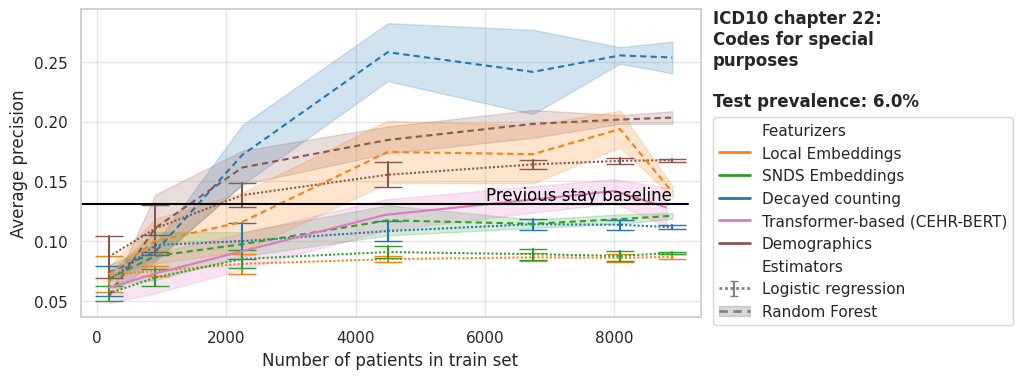 0.25
0.20
0.15
0.10
0.05
Average precision
Previous stay baseline
0
2000
4000
6000
8000
Number of patients in train set
ICD10 chapter 22:
Codes for special
purposes
Test prevalence: 6.0%
Featurizers
Local Embeddings
SNDS Embeddings
Decayed counting
Transformer-based (CEHR-BERT)
Demographics
Estimators
Logistic regression
Random Forest